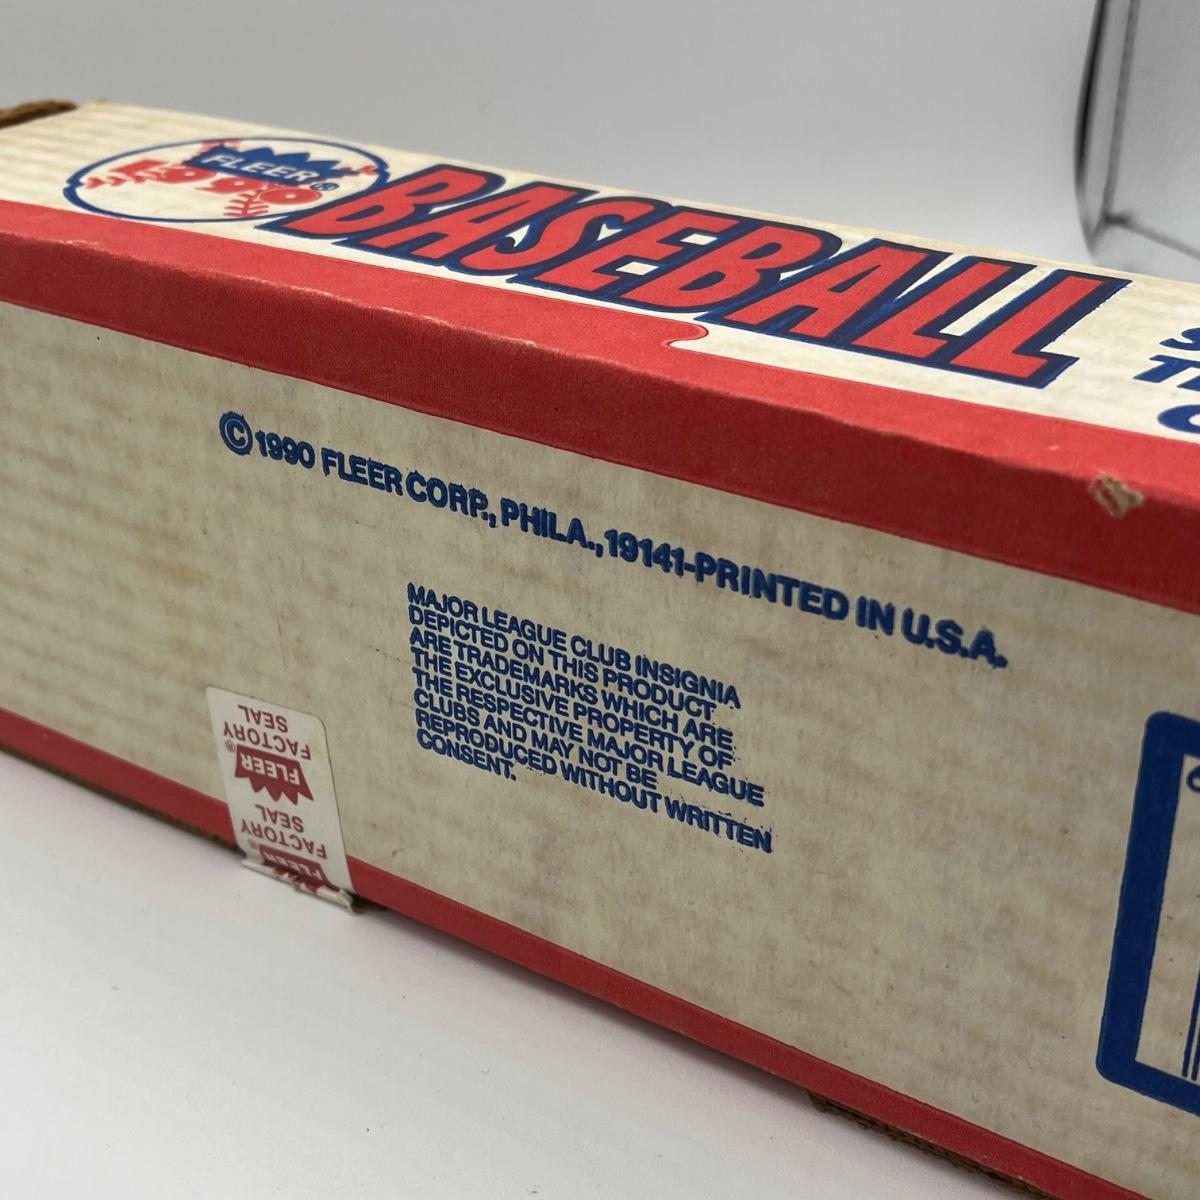 FLEER®
1990
BASEBALL
© 1990 FLEER CORP., PHILA., 19141-PRINTED IN U.S.A.
MAJOR LEAGUE CLUB INSIGNIA
DEPICTED ON THIS PRODUCT
ARE TRADEMARKS WHICH ARE
THE EXCLUSIVE PROPERTY OF
THE RESPECTIVE MAJOR LEAGUE
CLUBS AND MAY NOT BE
REPRODUCED WITHOUT WRITTEN
CONSENT.
FLEER®
FACTORY
SEAL
FLEER®
FACTORY
SEAL